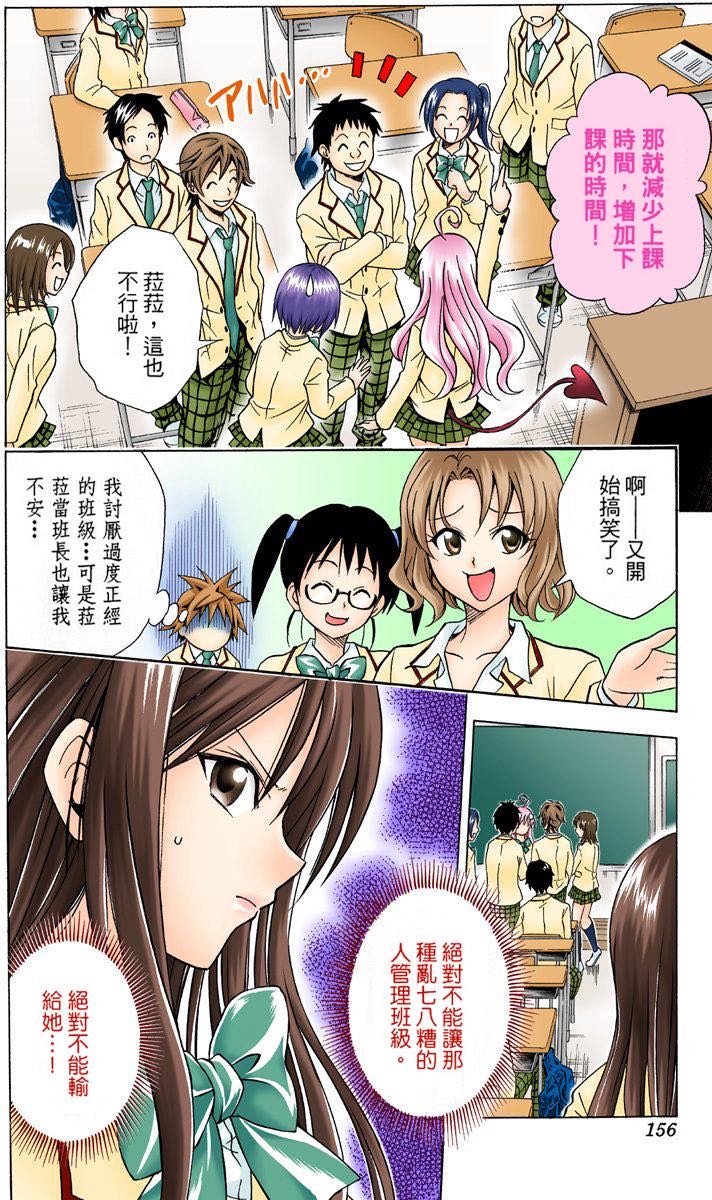 那就減少上課
時間，增加下
課的時間！
アハハ…
菈菈，這也
不行啦！
啊——又開
始搞笑了。
我討厭過度正經
的班級…可是菈
菈當班長也讓我
不安…
絕對不能讓那
種亂七八糟的
人管理班級。
絕對不能輸
給她…！
156